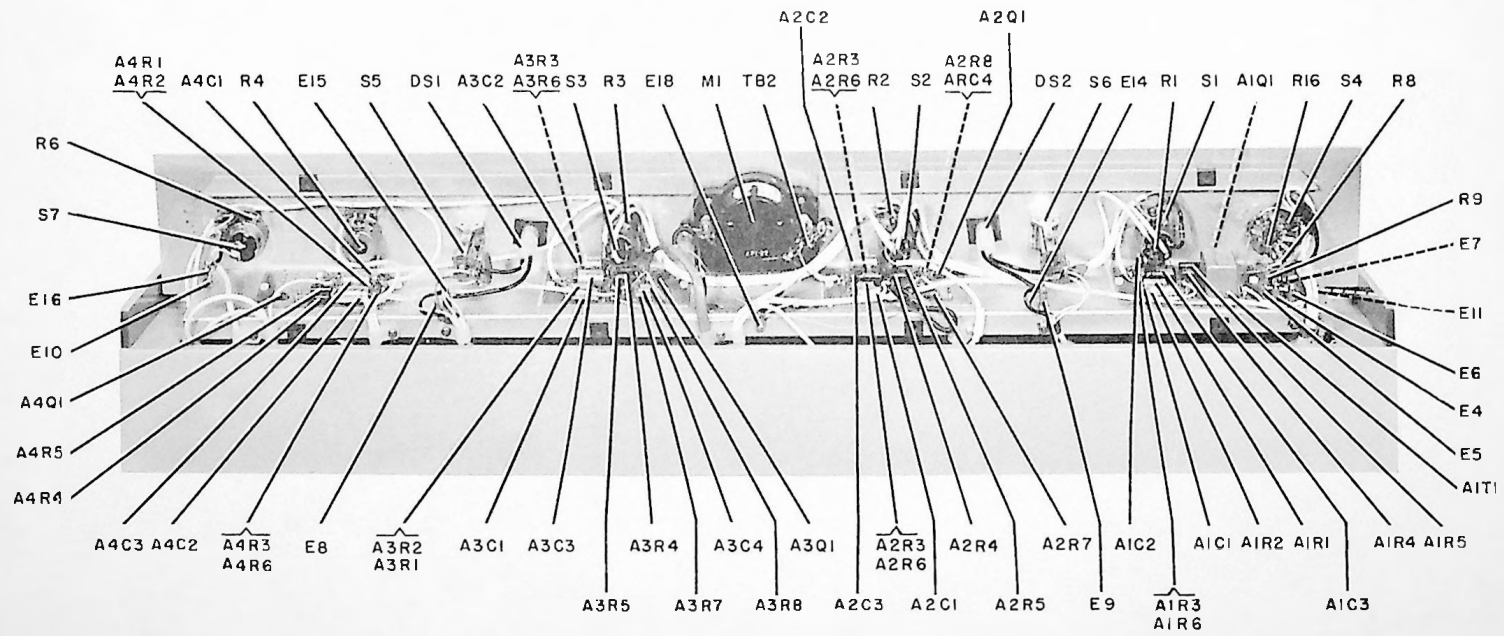 A2C2 A2Q1
A4R1 A3R3 A2R3 A2R8
A4R2 A4C1 R4 E15 S5 DS1 A3C2 A3R6 S3 R3 E18 M1 TB2 A2R6 R2 S2 ARC4 DS2 S6 E14 R1 S1 A1Q1 R16 S4 R8
R6
S7 R9
E7
E16 E11
E10 E6
A4Q1 E4
A4R5 E5
A4R4 A1T1
A4C3 A4C2 A4R3 E8 A3R2 A3C1 A3C3 A3R4 A3C4 A3Q1 A2R3 A2R4 A2R7 A1C2 A1C1 A1R2 A1R1 A1R4 A1R5
A4R6 A3R1 A2R6
A3R5 A3R7 A3R8 A2C3 A2C1 A2R5 E9 A1R3 A1C3
A1R6